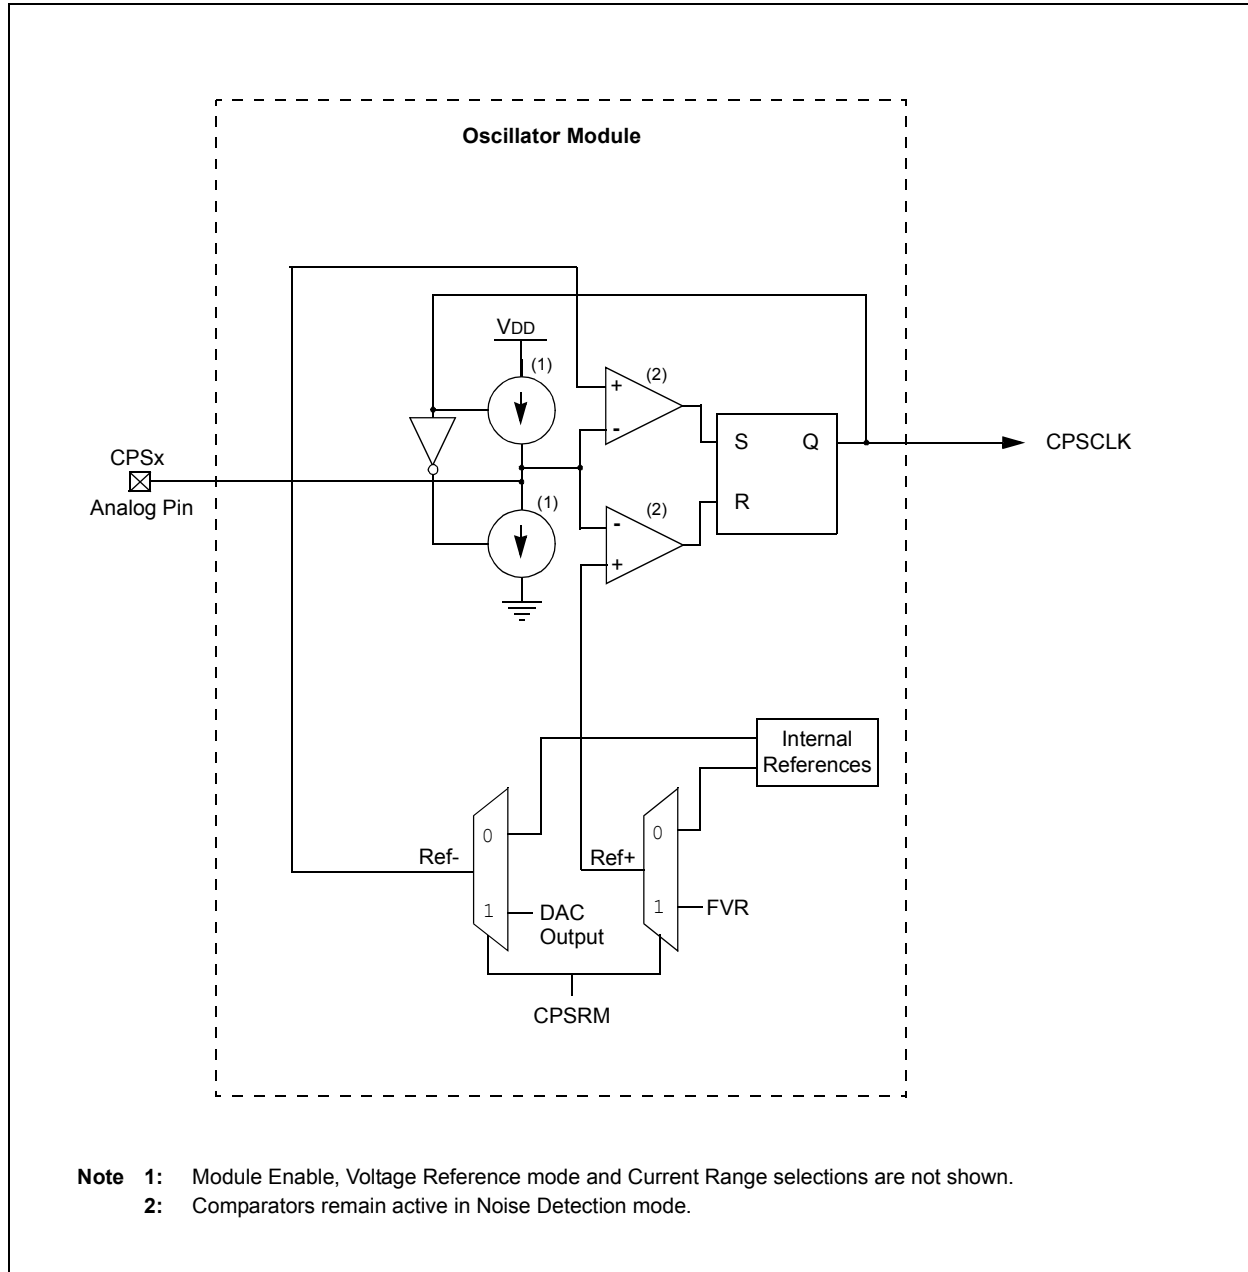 Oscillator Module
VDD
(1)
(2)
+
-
S Q
R
CPSCLK
CPSx
Analog Pin
(1)
(2)
-
+
Internal
References
0
0
Ref-
Ref+
1
DAC
Output
1
FVR
CPSRM
Note 1: Module Enable, Voltage Reference mode and Current Range selections are not shown.
2: Comparators remain active in Noise Detection mode.